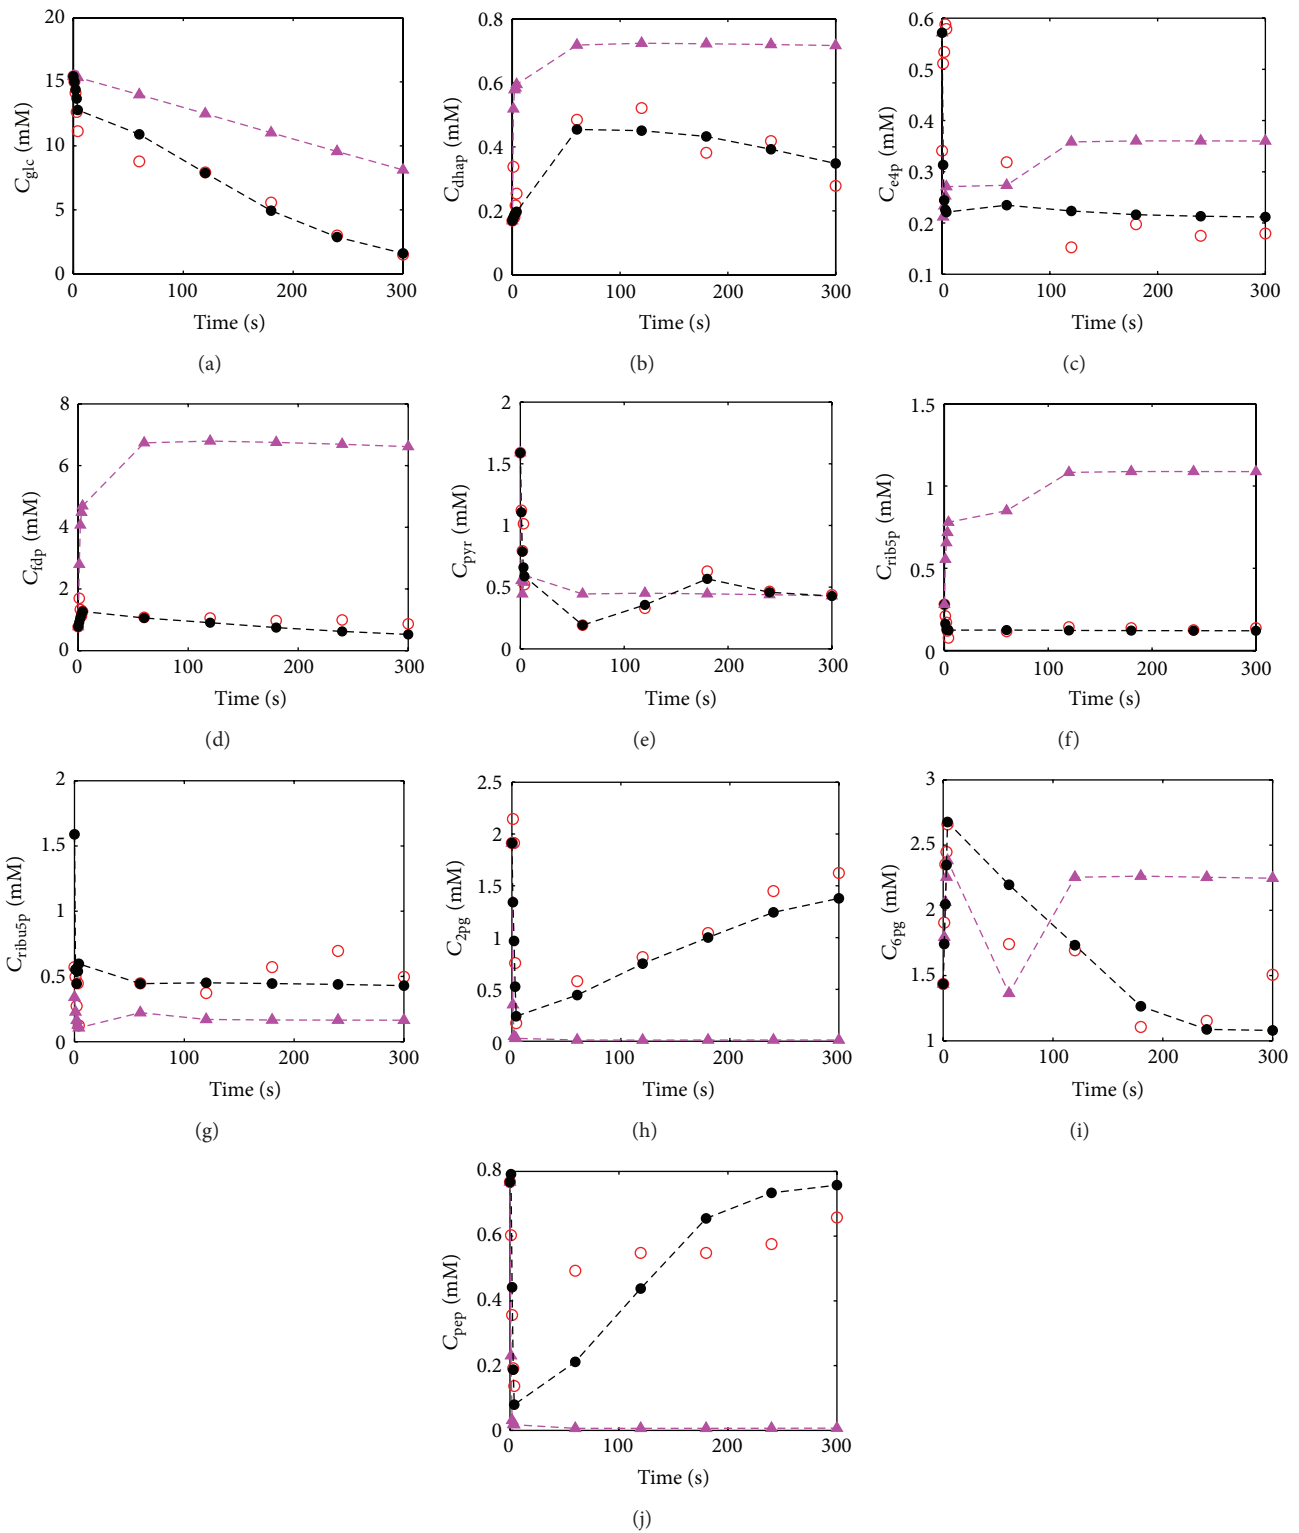 20
15
10
5
0
C_glc (mM)
0 100 200 300
Time (s)
(a)
0.8
0.6
0.4
0.2
0
C_dhap (mM)
0 100 200 300
Time (s)
(b)
0.6
0.5
0.4
0.3
0.2
0.1
C_e4p (mM)
0 100 200 300
Time (s)
(c)
8
6
4
2
0
C_fdp (mM)
0 100 200 300
Time (s)
(d)
2
1.5
1
0.5
0
C_pyr (mM)
0 100 200 300
Time (s)
(e)
1.5
1
0.5
0
C_rib5p (mM)
0 100 200 300
Time (s)
(f)
2
1.5
1
0.5
0
C_ribu5p (mM)
0 100 200 300
Time (s)
(g)
2.5
2
1.5
1
0.5
0
C_2pg (mM)
0 100 200 300
Time (s)
(h)
3
2.5
2
1.5
1
C_6pg (mM)
0 100 200 300
Time (s)
(i)
0.8
0.6
0.4
0.2
0
C_pep (mM)
0 100 200 300
Time (s)
(j)